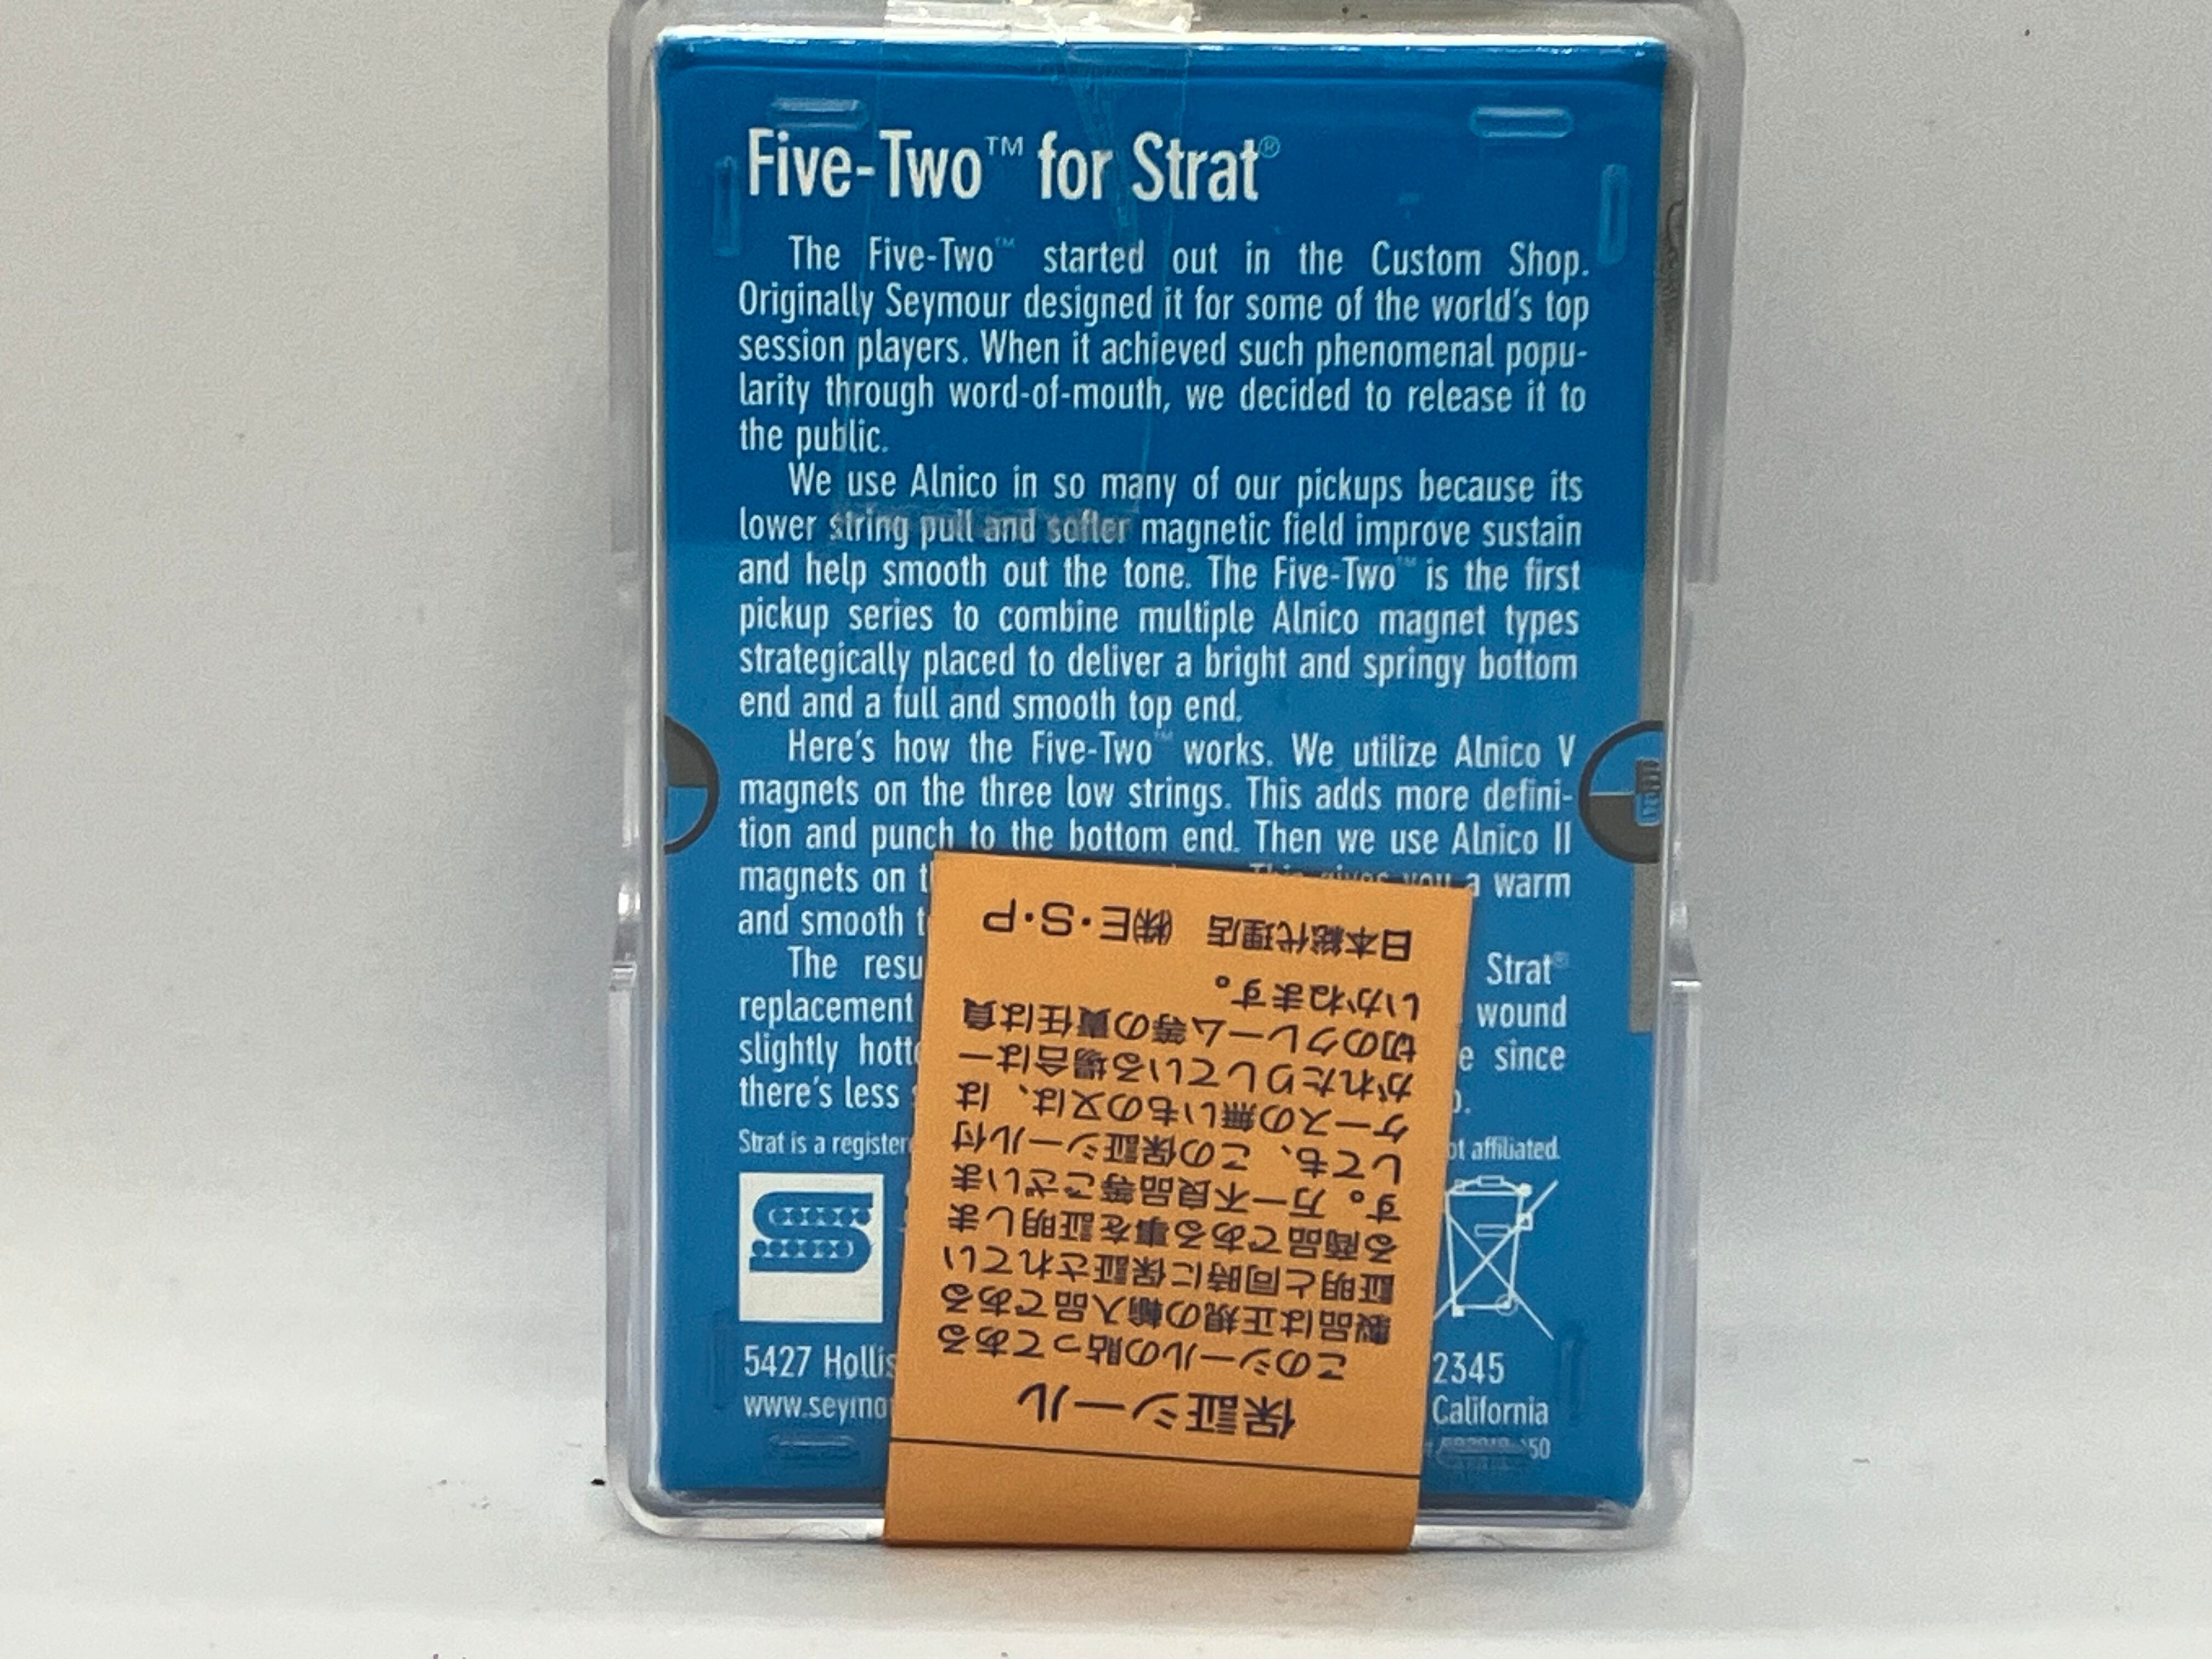 Five-Two™ for Strat®
The Five-Two™ started out in the Custom Shop.
Originally Seymour designed it for some of the world's top
session players. When it achieved such phenomenal popu-
larity through word-of-mouth, we decided to release it to
the public.
We use Alnico in so many of our pickups because its
lower string pull and softer magnetic field improve sustain
and help smooth out the tone. The Five-Two™ is the first
pickup series to combine multiple Alnico magnet types
strategically placed to deliver a bright and springy bottom
end and a full and smooth top end.
Here's how the Five-Two™ works. We utilize Alnico V
magnets on the three low strings. This adds more defini-
tion and punch to the bottom end. Then we use Alnico II
magnets on This gives you a warm
and smooth
The Strat®
replacement wound
slightly since
there's less
Strat is a affiliated.
5427 2345
California
保証シール
このシールの貼ってある
製品は正規の輸入品である
証明と同時に保証されてい
る商品である事を証明しま
す。万一不良品等ございま
しても、この保証シール付
ケースの無いもの又は、は
がれたりしている場合は一
切のクレーム等の責任は負
いかねます。
日本総代理店 ㈱E・S・P